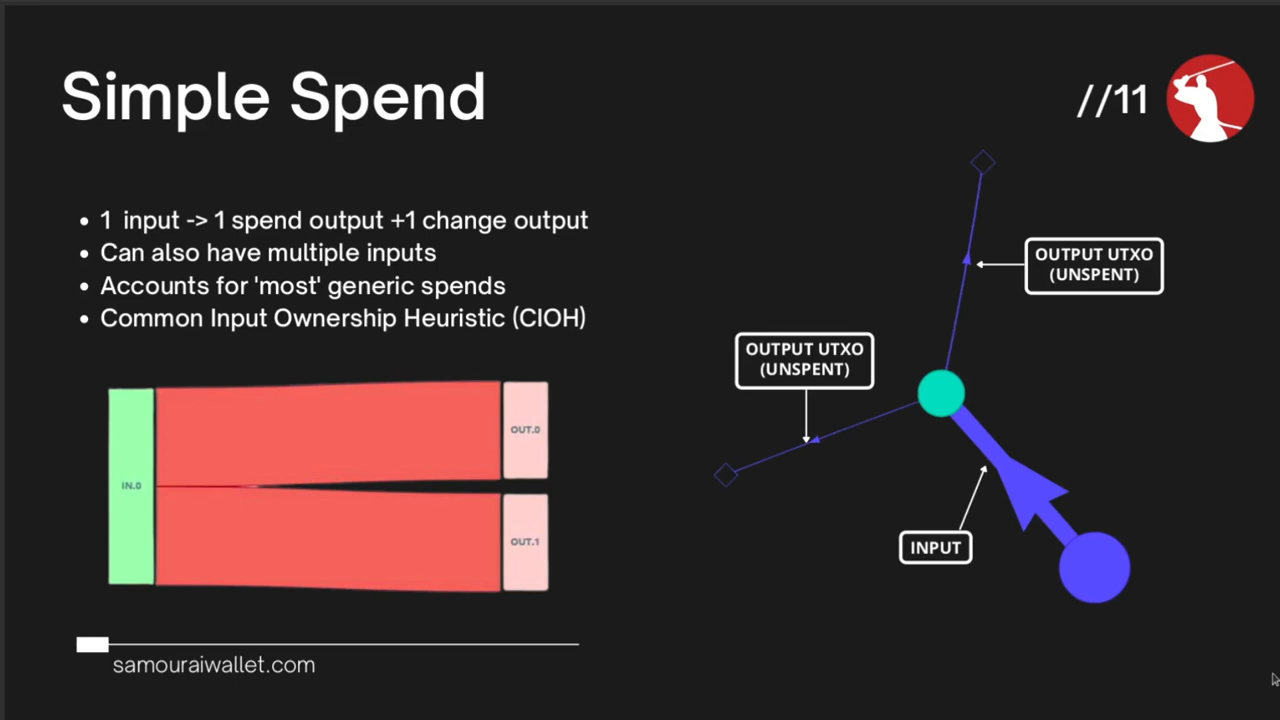 Simple Spend
//11
• 1 input -> 1 spend output +1 change output
• Can also have multiple inputs
• Accounts for 'most' generic spends
• Common Input Ownership Heuristic (CIOH)
OUTPUT UTXO
(UNSPENT)
OUTPUT UTXO
(UNSPENT)
IN.0
OUT.0
OUT.1
INPUT
samouraiwallet.com